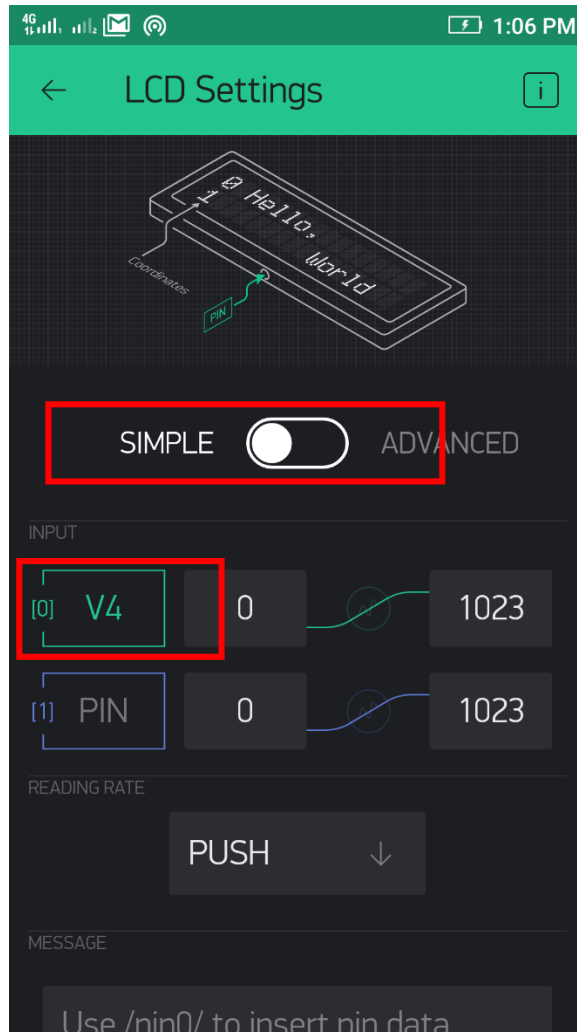 4G 1:06 PM
LCD Settings
0 Hello,
1 World
Coordinates
PIN
SIMPLE ADVANCED
INPUT
[0] V4 0 1023
[1] PIN 0 1023
READING RATE
PUSH
MESSAGE
Use /pin0/ to insert pin data